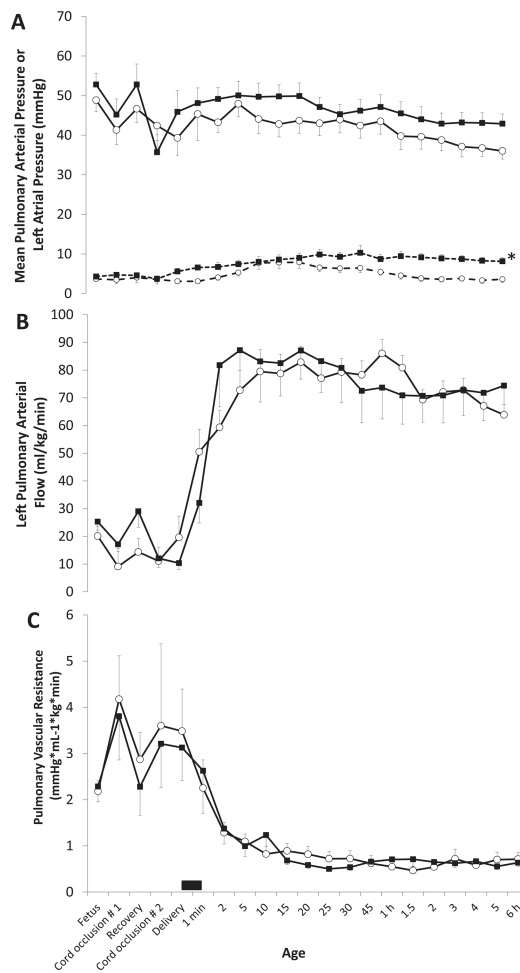 A
Mean Pulmonary Arterial Pressure or
Left Atrial Pressure (mmHg)
70
60
50
40
30
20
10
0
*
B
Left Pulmonary Arterial
Flow (ml/kg/min)
100
90
80
70
60
50
40
30
20
10
0
C
Pulmonary Vascular Resistance
(mmHg*mL-1*kg*min)
6
5
4
3
2
1
0
Fetus
Cord occlusion # 1
Recovery
Cord occlusion # 2
Delivery
1 min
2
5
10
15
20
25
30
45
1 h
1.5
2
3
4
5
6 h
Age